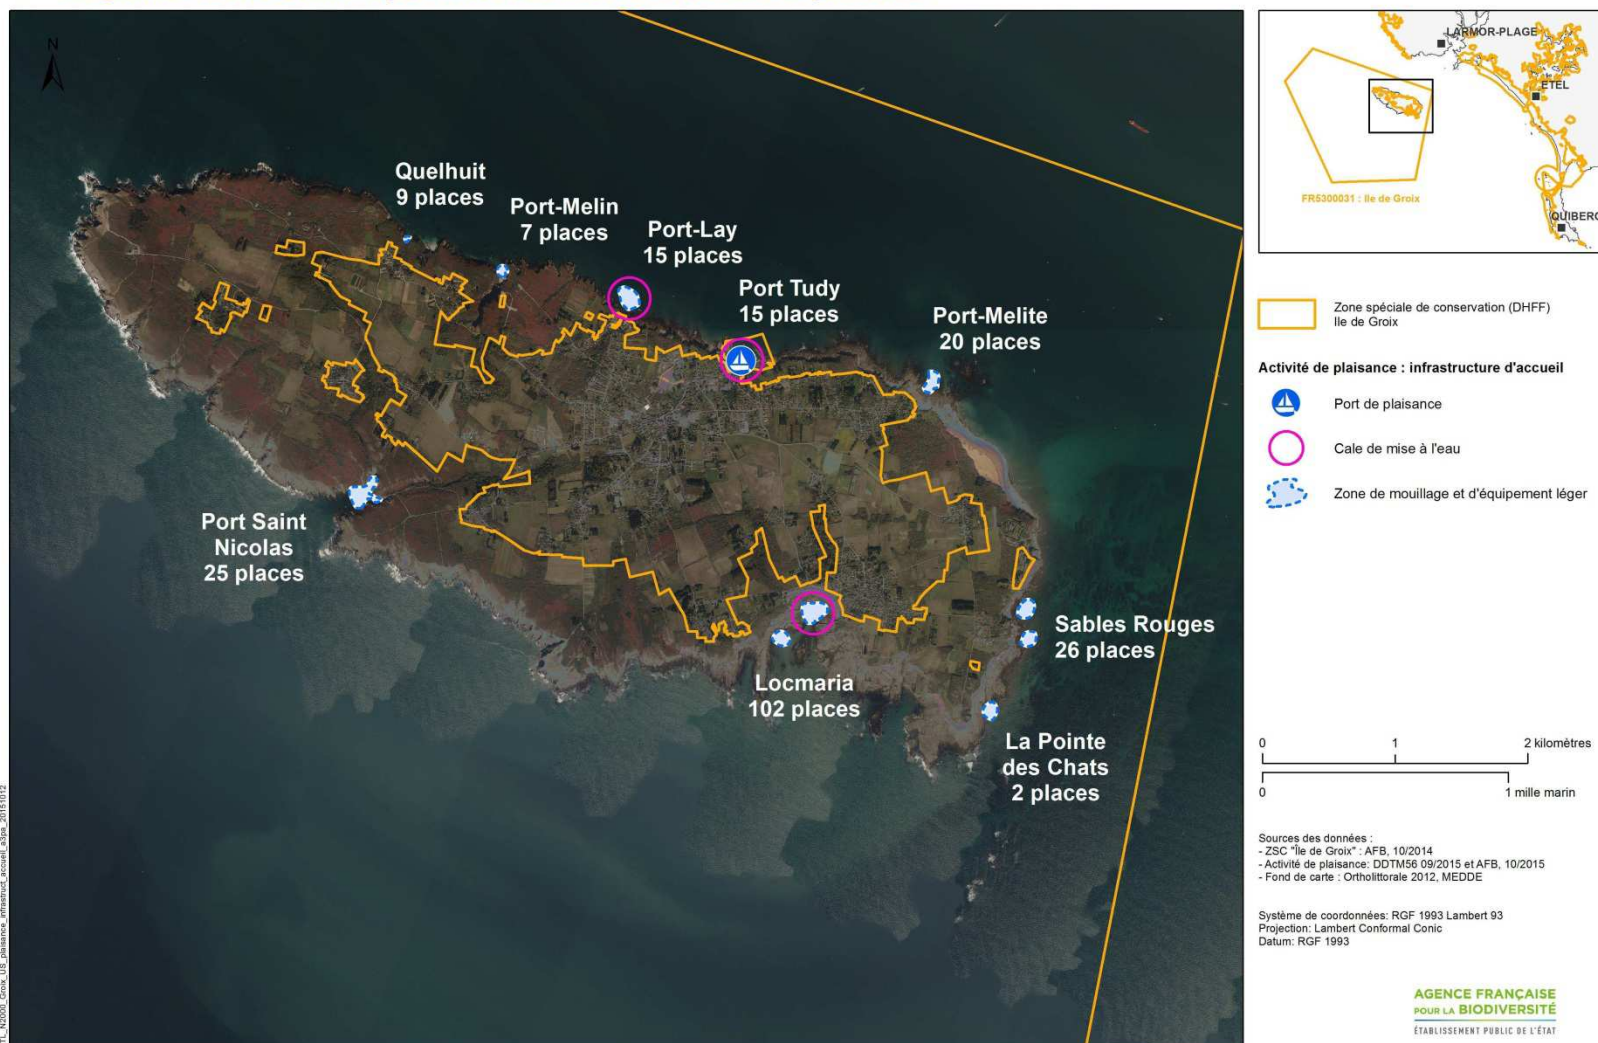 N
Quelhuit
9 places
Port-Melin
7 places
Port-Lay
15 places
Port Tudy
15 places
Port-Melite
20 places
Port Saint
Nicolas
25 places
Sables Rouges
26 places
Locmaria
102 places
La Pointe
des Chats
2 places
LARMOR-PLAGE
ETEL
FR5300031 : Ile de Groix
QUIBERO
Zone spéciale de conservation (DHFF)
Ile de Groix
Activité de plaisance : infrastructure d'accueil
Port de plaisance
Cale de mise à l'eau
Zone de mouillage et d'équipement léger
0 1 2 kilomètres
0 1 mille marin
Sources des données :
- ZSC "Île de Groix" : AFB, 10/2014
- Activité de plaisance: DDTM56 09/2015 et AFB, 10/2015
- Fond de carte : Ortholittorale 2012, MEDDE
Système de coordonnées: RGF 1993 Lambert 93
Projection: Lambert Conformal Conic
Datum: RGF 1993
AGENCE FRANÇAISE
POUR LA BIODIVERSITÉ
ÉTABLISSEMENT PUBLIC DE L'ÉTAT
TL_N2000_Groix_US_plaisance_infrastruct_accueil_a3pa_20151012